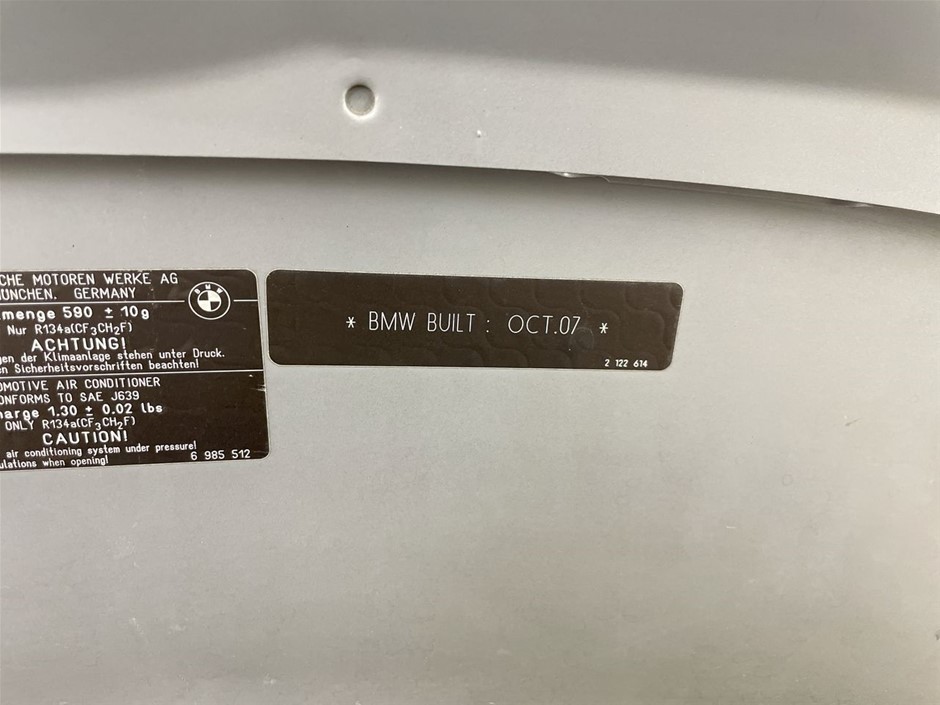 CHE MOTOREN WERKE AG
MÜNCHEN. GERMANY
BMW
menge 590 ± 10g
Nur R134a(CF3CH2F)
ACHTUNG!
gen der Klimaanlage stehen unter Druck.
n Sicherheitsvorschriften beachten!
OMOTIVE AIR CONDITIONER
ONFORMS TO SAE J639
harge 1.30 ± 0.02 lbs
ONLY R134a(CF3CH2F)
CAUTION!
air conditioning system under pressure!
ulations when opening!
6 985 512
* BMW BUILT : OCT.07 *
2 122 614